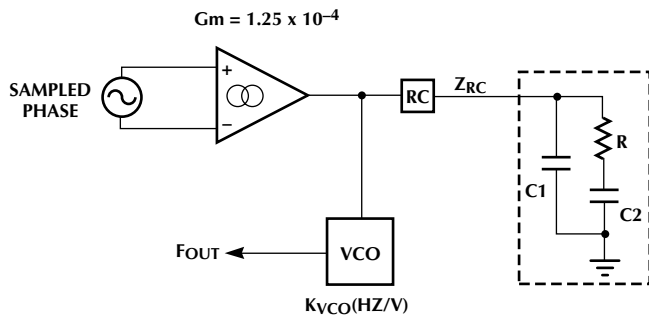 Gm = 1.25 x 10⁻⁴
SAMPLED
PHASE
+
–
RC
ZRC
R
C1
C2
VCO
FOUT
KVCO(HZ/V)